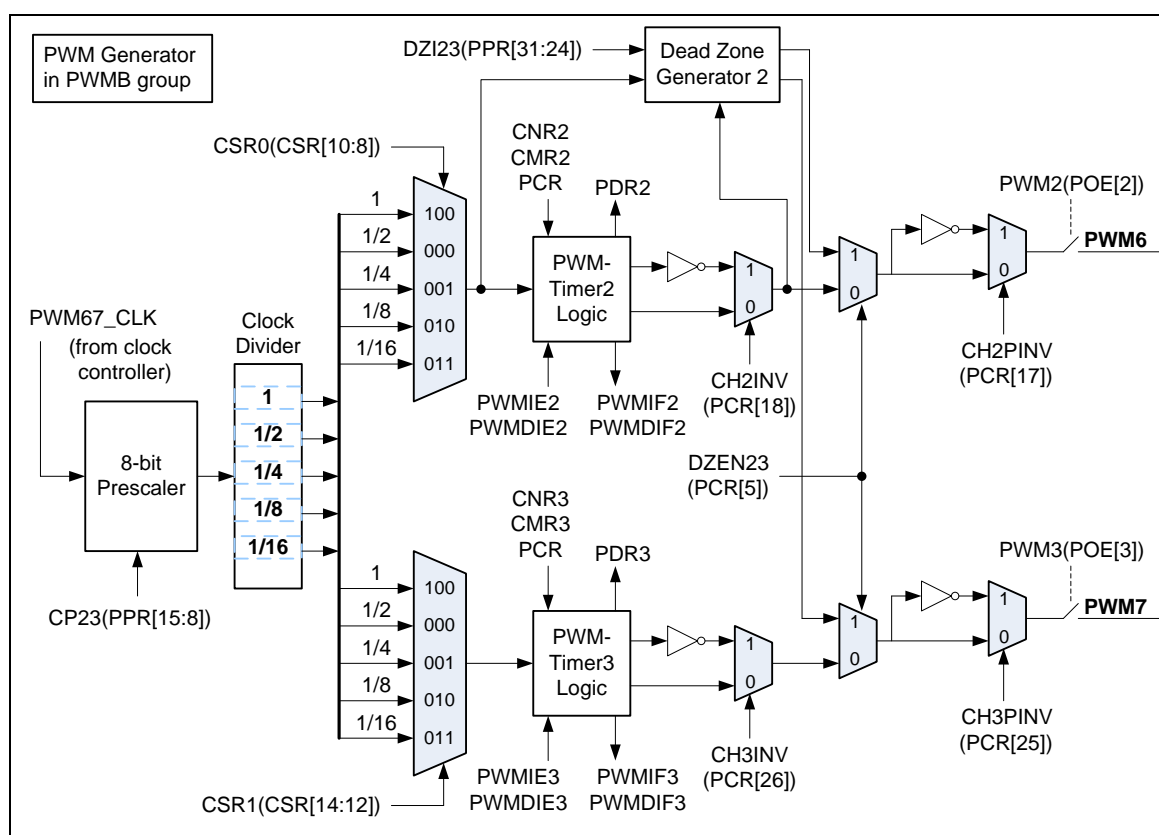 PWM Generator
in PWMB group
DZI23(PPR[31:24])
Dead Zone
Generator 2
CSR0(CSR[10:8])
CNR2
CMR2
PCR
PDR2
PWM2(POE[2])
1
1/2
1/4
1/8
1/16
100
000
001
010
011
PWM-
Timer2
Logic
1
0
1
0
1
0
PWM6
PWM67_CLK
(from clock
controller)
Clock
Divider
PWMIE2
PWMDIE2
PWMIF2
PWMDIF2
CH2INV
(PCR[18])
CH2PINV
(PCR[17])
8-bit
Prescaler
1
1/2
1/4
1/8
1/16
DZEN23
(PCR[5])
CP23(PPR[15:8])
CNR3
CMR3
PCR
PDR3
PWM3(POE[3])
1
1/2
1/4
1/8
1/16
100
000
001
010
011
PWM-
Timer3
Logic
1
0
1
0
1
0
PWM7
CSR1(CSR[14:12])
PWMIE3
PWMDIE3
PWMIF3
PWMDIF3
CH3INV
(PCR[26])
CH3PINV
(PCR[25])